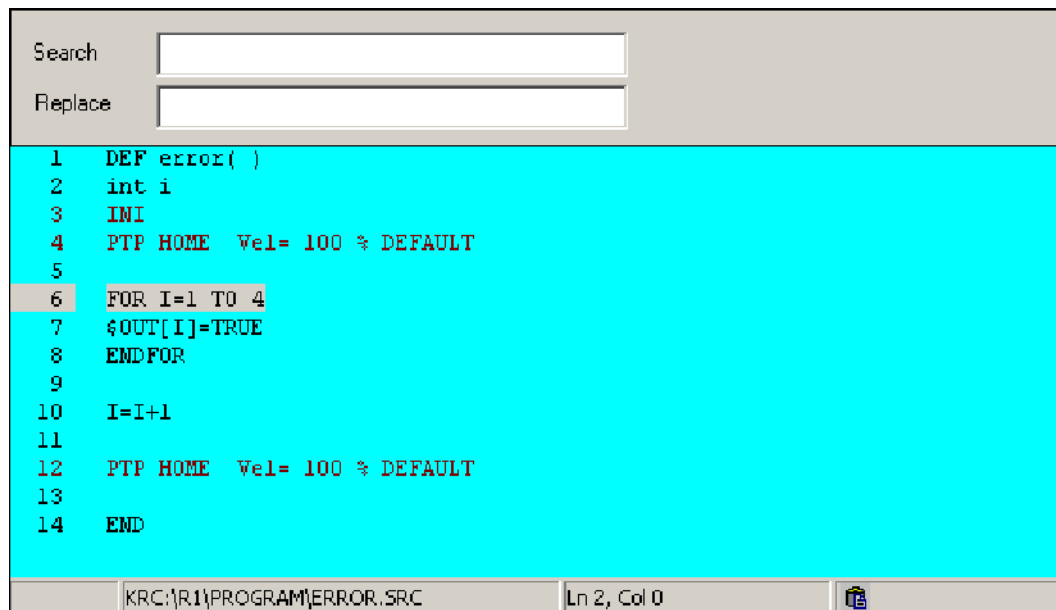 Search
Replace
1 DEF error( )
2 int i
3 INI
4 PTP HOME  Vel= 100 % DEFAULT
5
6 FOR I=1 TO 4
7 $OUT[I]=TRUE
8 ENDFOR
9
10 I=I+1
11
12 PTP HOME  Vel= 100 % DEFAULT
13
14 END
KRC:\R1\PROGRAM\ERROR.SRC Ln 2, Col 0